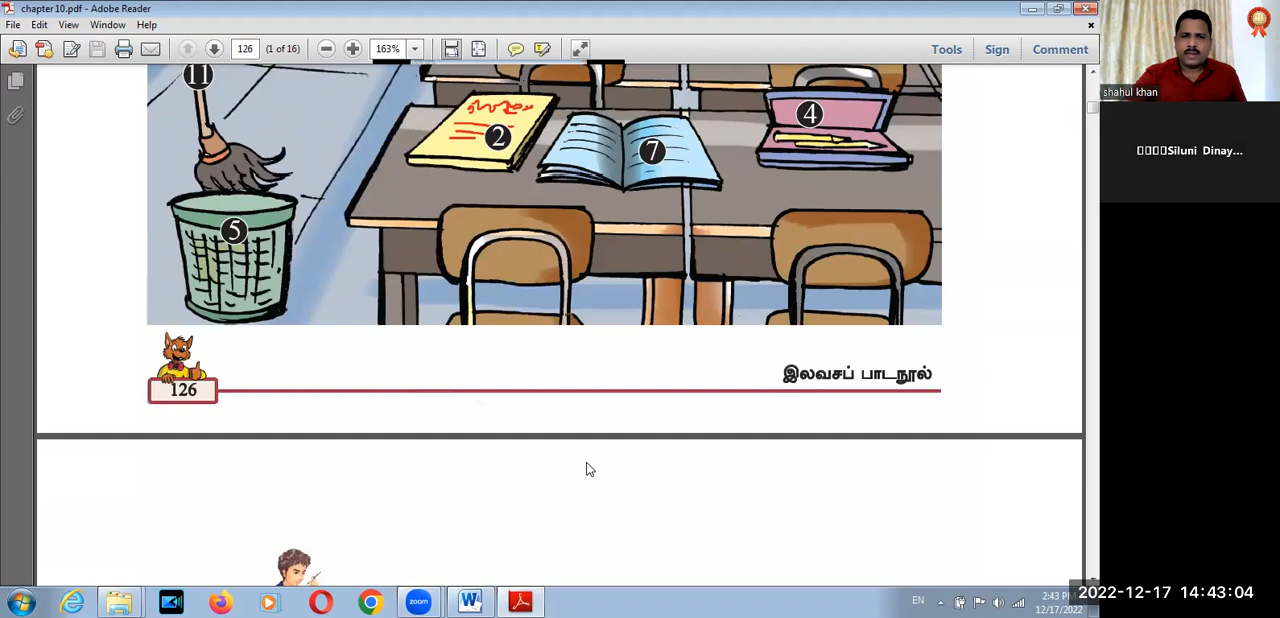 chapter10.pdf - Adobe Reader
File Edit View Window Help
126 (1 of 16) 163% Tools Sign Comment
shahul khan
Siluni Dinay...
11
2
7
4
5
126
இலவசப் பாடநூல்
zoom
EN
2:43 PM
12/17/2022
2022-12-17 14:43:04